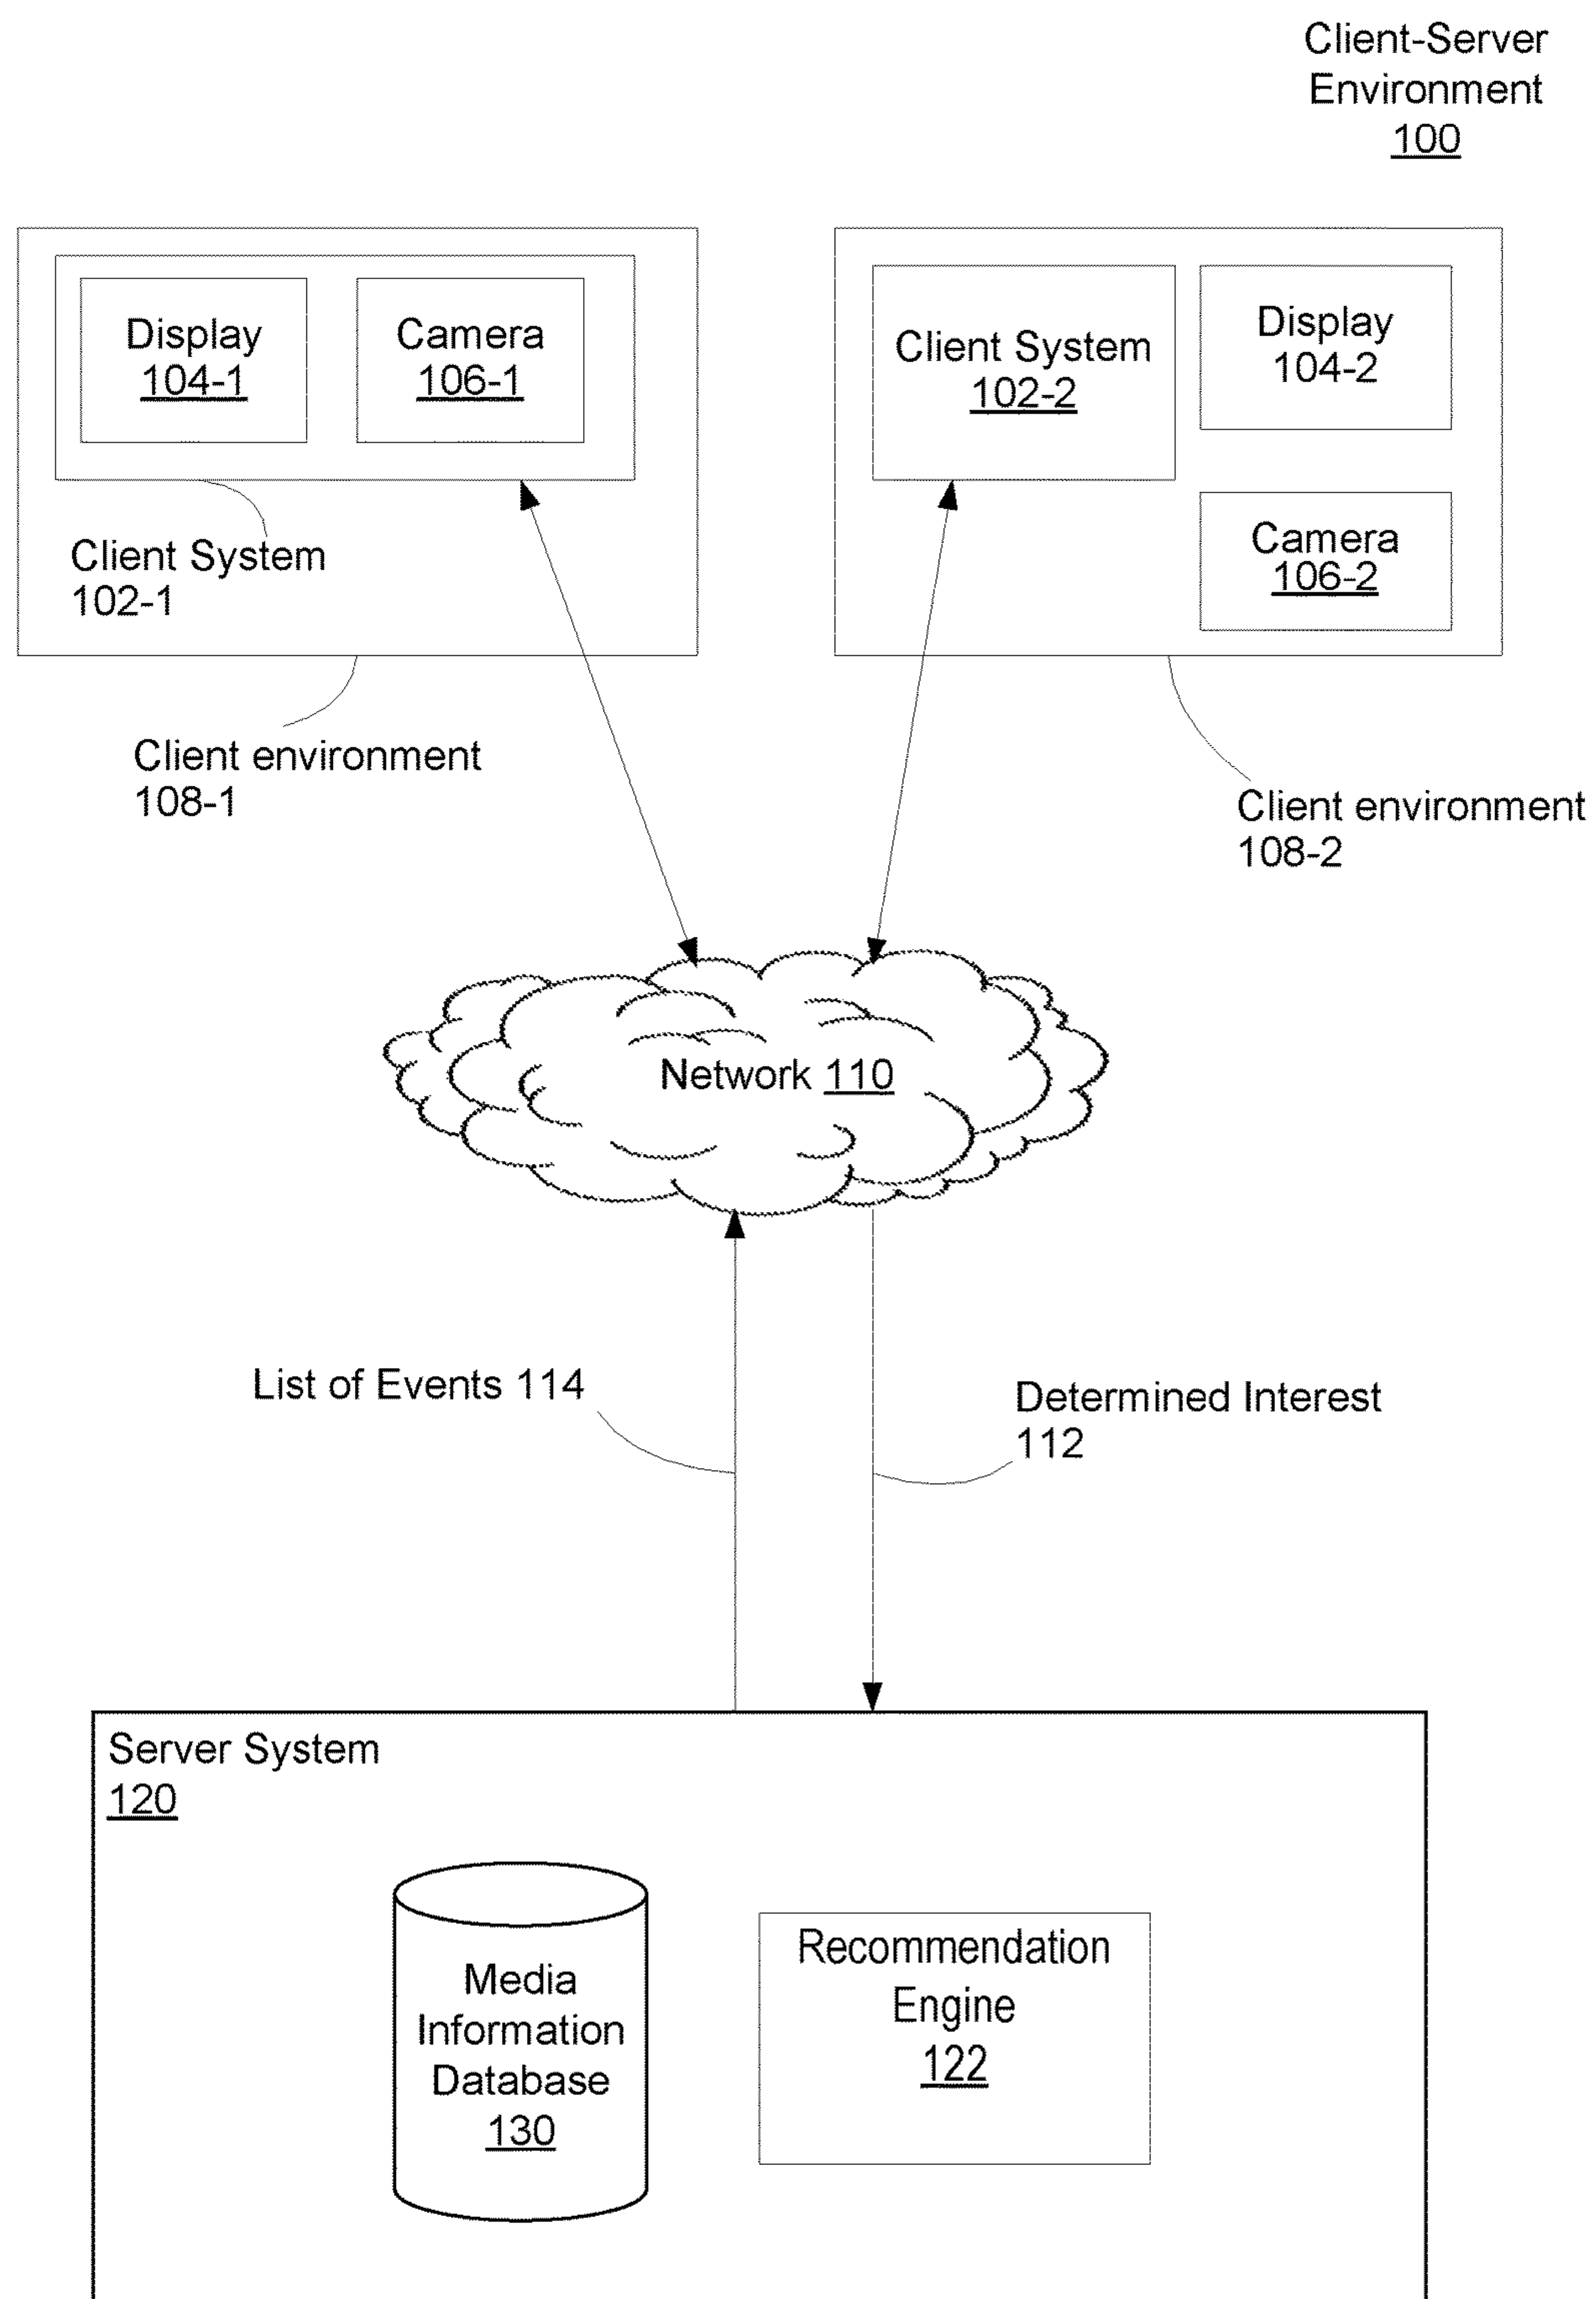 Client-Server
Environment
100
Display
104-1
Camera
106-1
Client System
102-1
Client environment
108-1
Client System
102-2
Display
104-2
Camera
106-2
Client environment
108-2
Network 110
List of Events 114
Determined Interest
112
Server System
120
Media
Information
Database
130
Recommendation
Engine
122